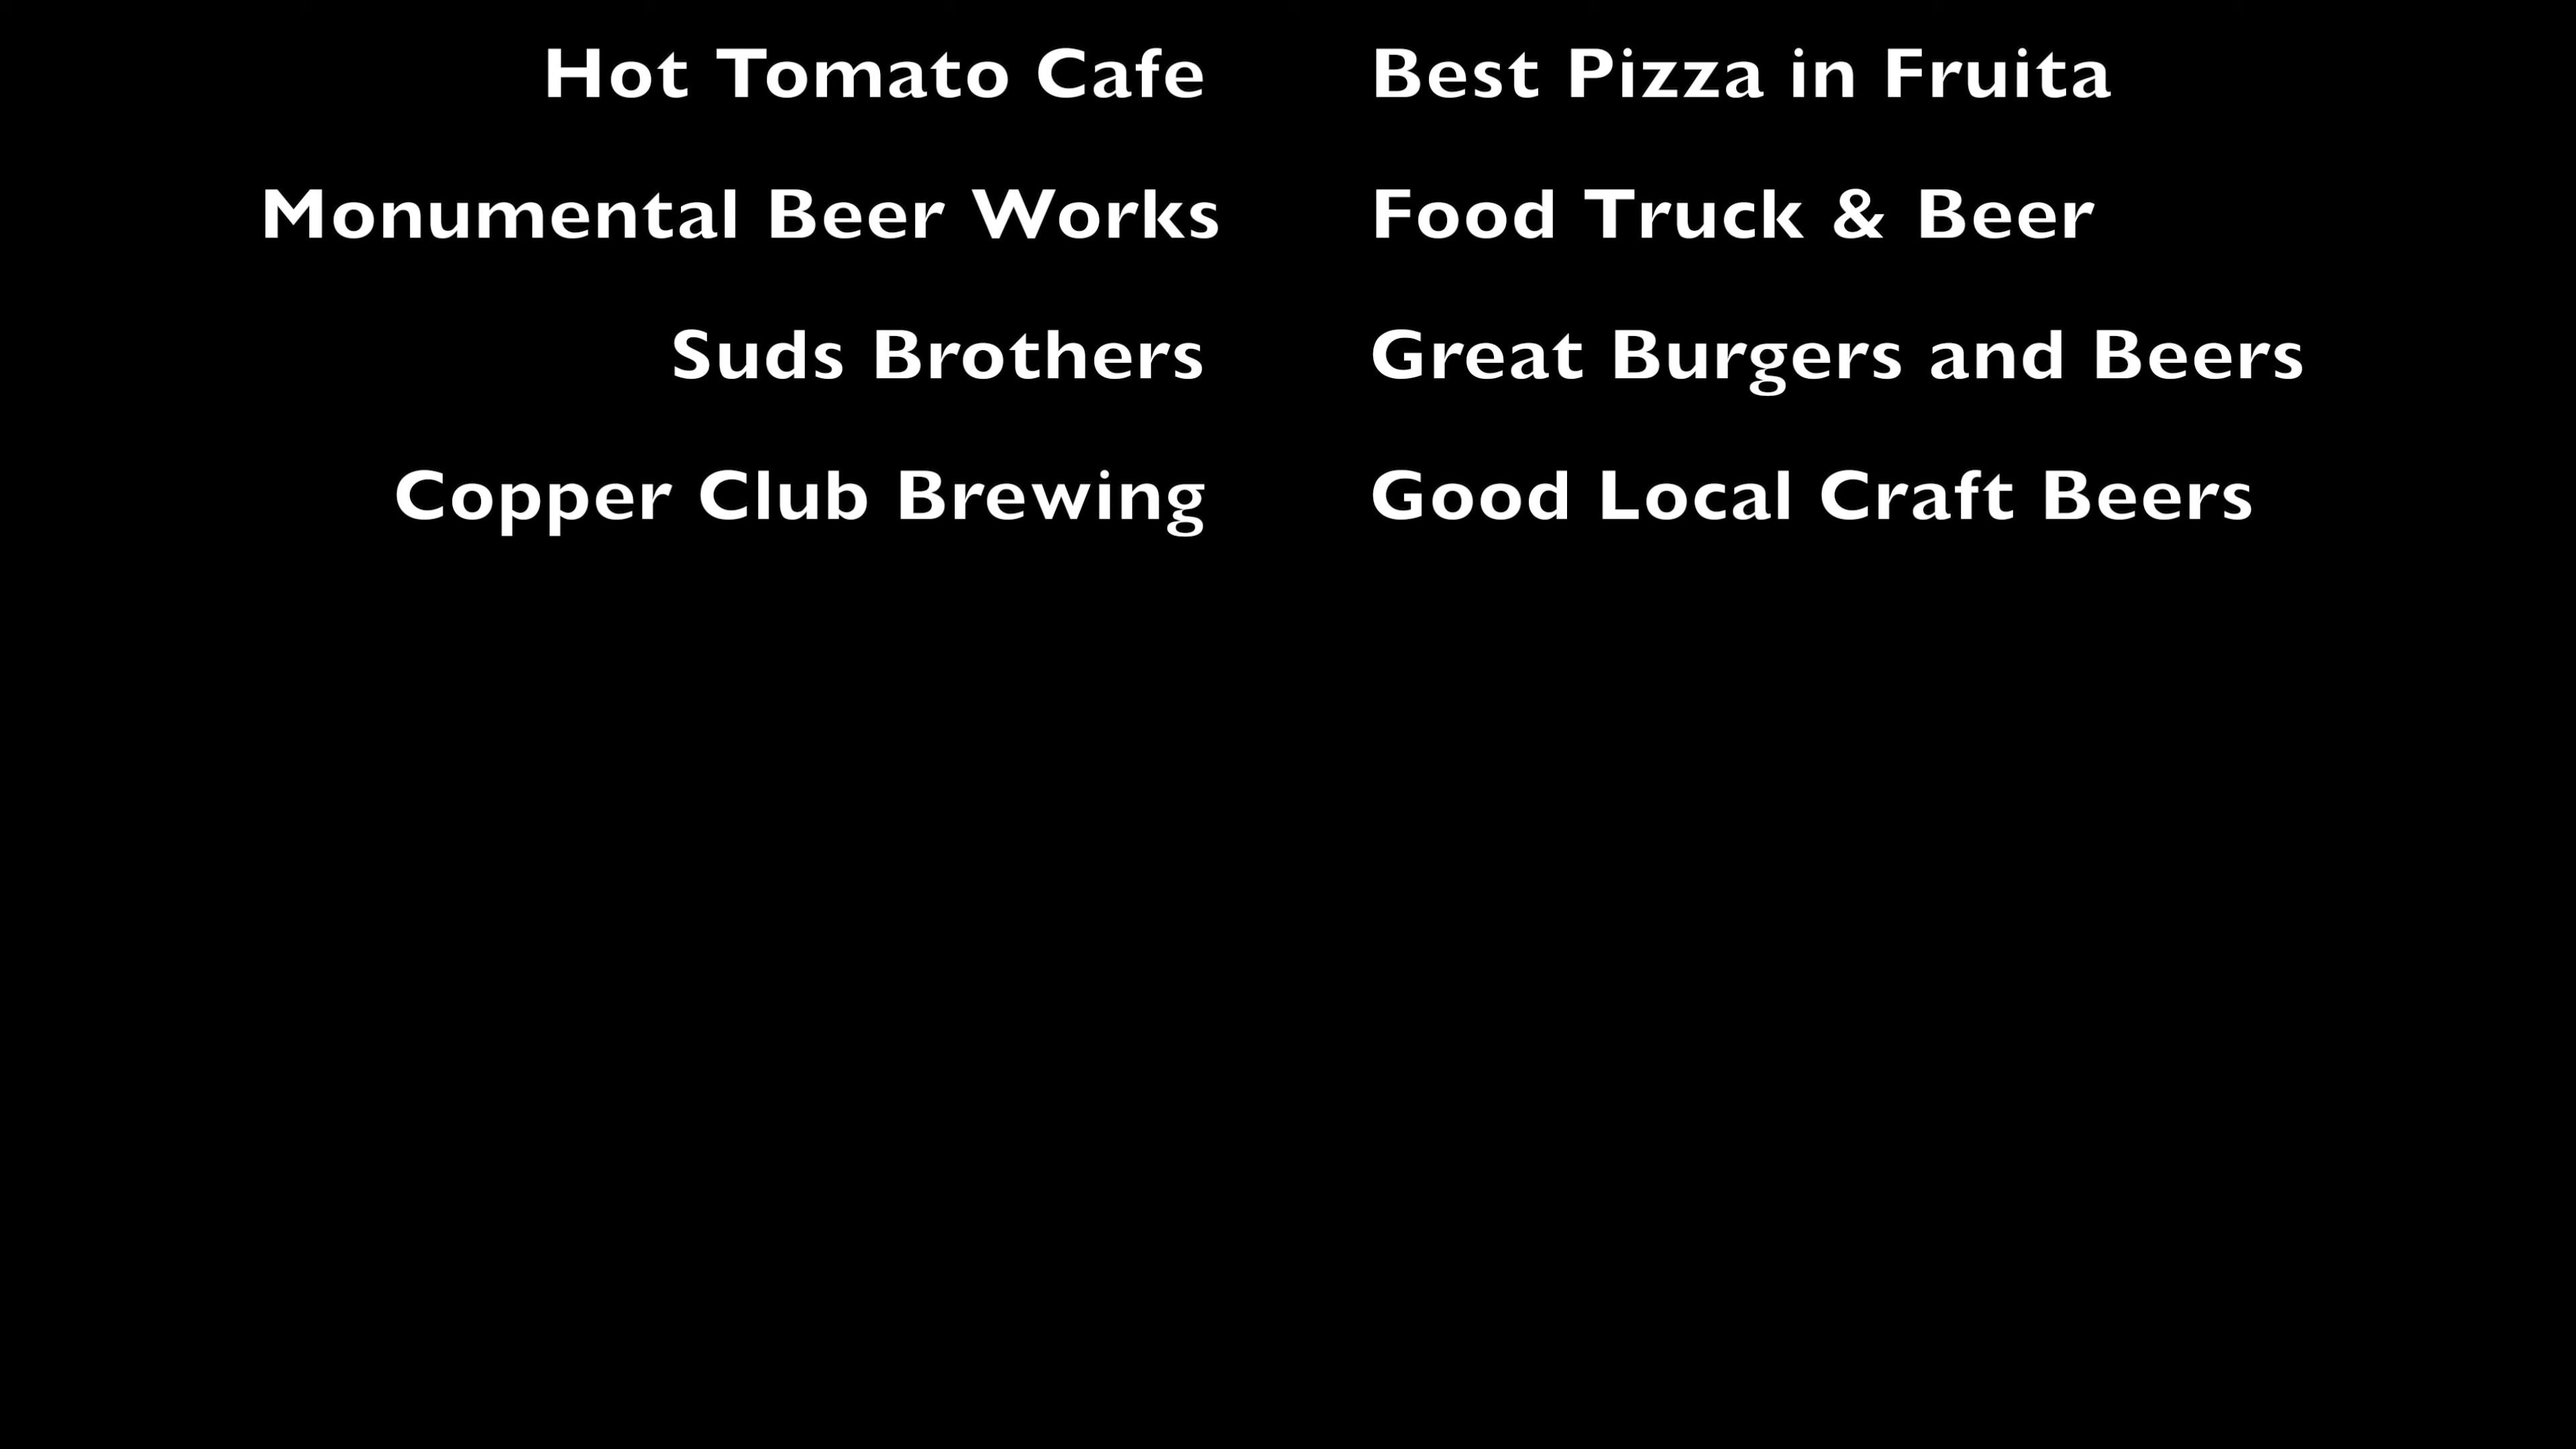 Hot Tomato Cafe Best Pizza in Fruita
Monumental Beer Works Food Truck & Beer
Suds Brothers Great Burgers and Beers
Copper Club Brewing Good Local Craft Beers